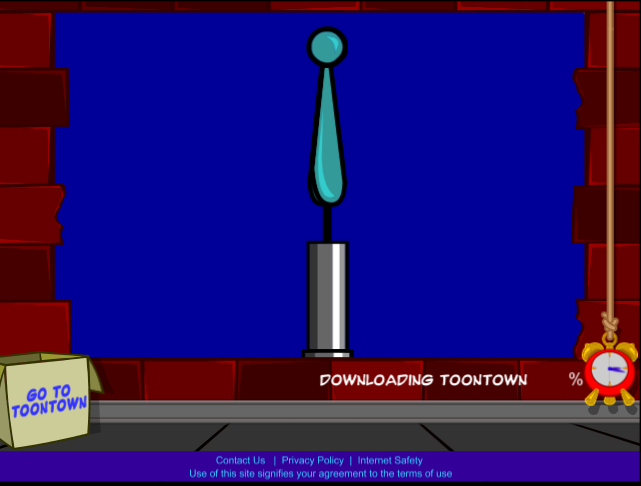 DOWNLOADING TOONTOWN %
GO TO
TOONTOWN
Contact Us | Privacy Policy | Internet Safety
Use of this site signifies your agreement to the terms of use